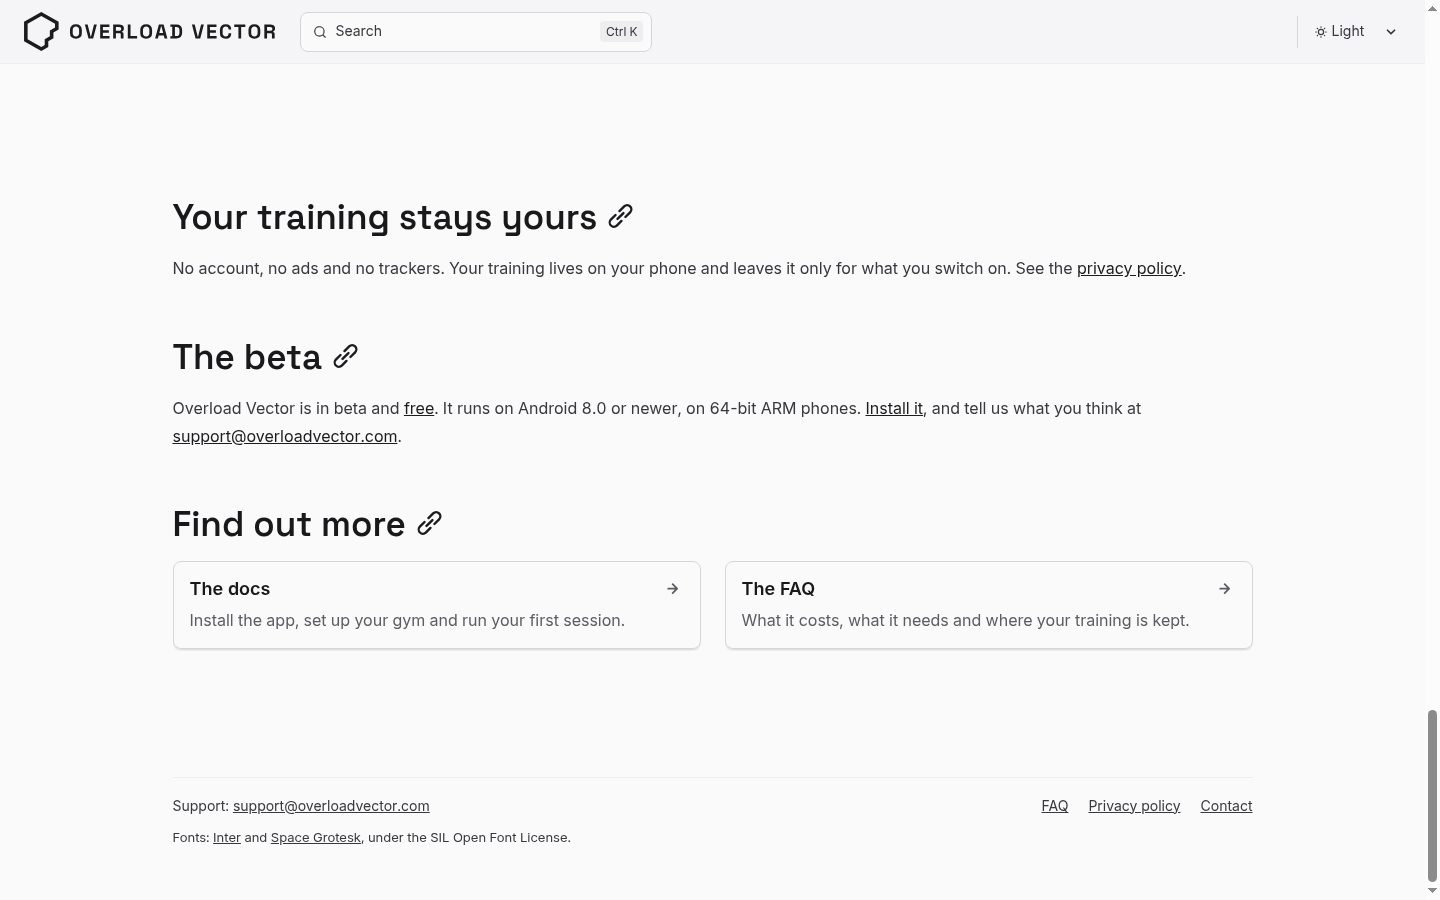 OVERLOAD VECTOR
Search
Ctrl K
Light
Your training stays yours
No account, no ads and no trackers. Your training lives on your phone and leaves it only for what you switch on. See the privacy policy.
The beta
Overload Vector is in beta and free. It runs on Android 8.0 or newer, on 64-bit ARM phones. Install it, and tell us what you think at
support@overloadvector.com.
Find out more
The docs
Install the app, set up your gym and run your first session.
The FAQ
What it costs, what it needs and where your training is kept.
Support: support@overloadvector.com
FAQ Privacy policy Contact
Fonts: Inter and Space Grotesk, under the SIL Open Font License.